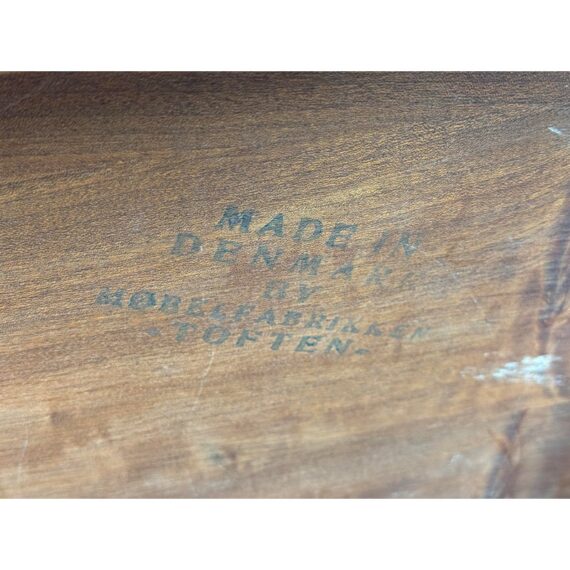 MADE IN
DENMARK
BY
MØBELFABRIKKEN
-TOFTEN-